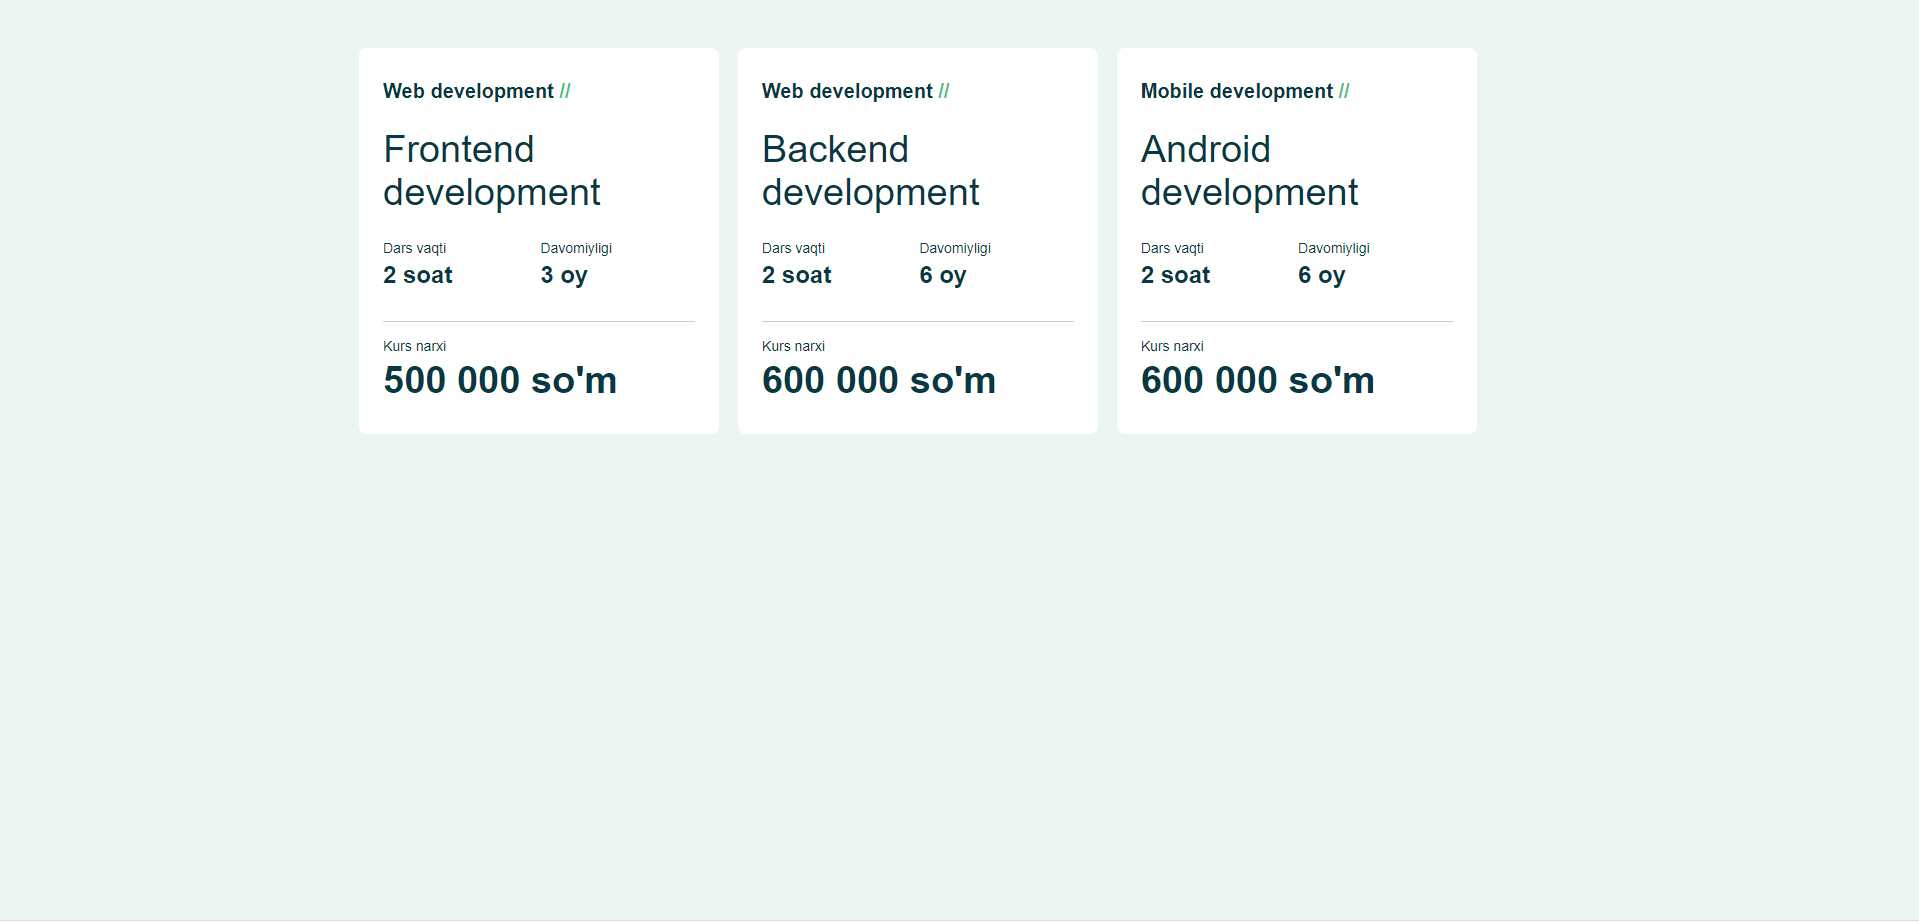 Web development //
Frontend
development
Dars vaqti
2 soat
Davomiyligi
3 oy
Kurs narxi
500 000 so'm
Web development //
Backend
development
Dars vaqti
2 soat
Davomiyligi
6 oy
Kurs narxi
600 000 so'm
Mobile development //
Android
development
Dars vaqti
2 soat
Davomiyligi
6 oy
Kurs narxi
600 000 so'm